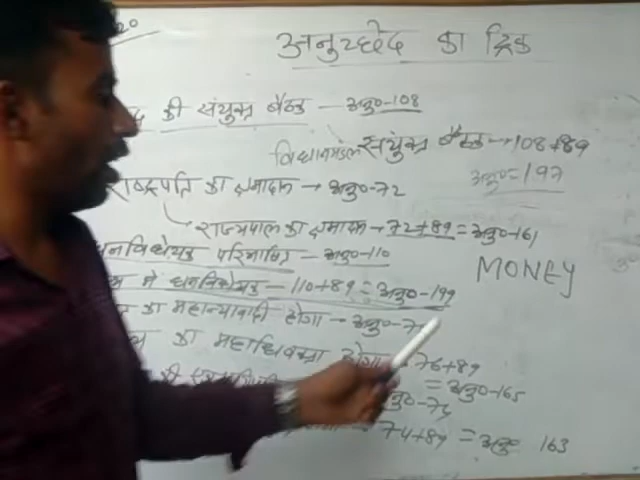 अनुच्छेद का ट्रिक
की संयुक्त बैठक — अनु०-108
विधानमंडल संयुक्त बैठक → 108+89
अनु० = 197
राष्ट्रपति का क्षमादान → अनु०-72
राज्यपाल का क्षमादान → 72+89 = अनु०-161
धनविधेयक परिभाषित — अनु०-110
MONEY
में धनविधेयक — 110+89 = अनु०-199
का महान्यायवादी होगा — अनु०-7
का महाधिवक्ता होगा 76+89
= अनु०-165
अनु०-74
74+89 = अनु० 163